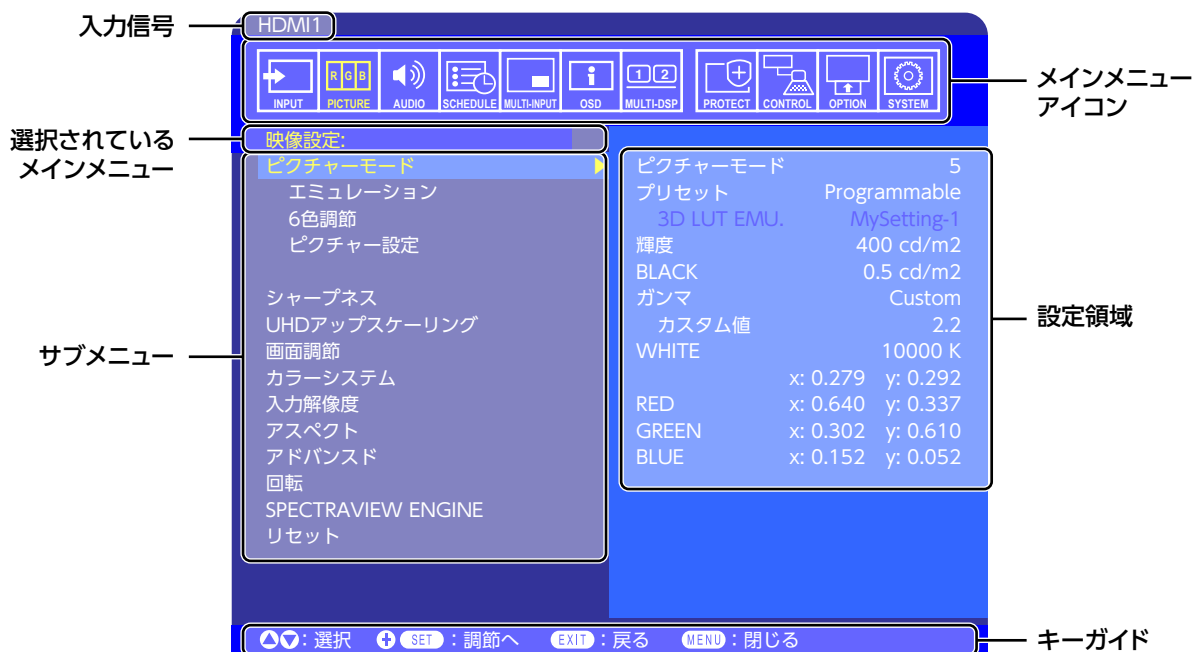 入力信号
HDMI1
INPUT PICTURE AUDIO SCHEDULE MULTI-INPUT OSD MULTI-DSP PROTECT CONTROL OPTION SYSTEM
RGB
1 2
メインメニュー
アイコン
選択されている
メインメニュー
映像設定:
サブメニュー
ピクチャーモード
エミュレーション
6色調節
ピクチャー設定
シャープネス
UHDアップスケーリング
画面調節
カラーシステム
入力解像度
アスペクト
アドバンスド
回転
SPECTRAVIEW ENGINE
リセット
ピクチャーモード 5
プリセット Programmable
3D LUT EMU. MySetting-1
輝度 400 cd/m2
BLACK 0.5 cd/m2
ガンマ Custom
カスタム値 2.2
WHITE 10000 K
x: 0.279 y: 0.292
RED x: 0.640 y: 0.337
GREEN x: 0.302 y: 0.610
BLUE x: 0.152 y: 0.052
設定領域
: 選択 SET : 調節へ EXIT : 戻る MENU : 閉じる
キーガイド